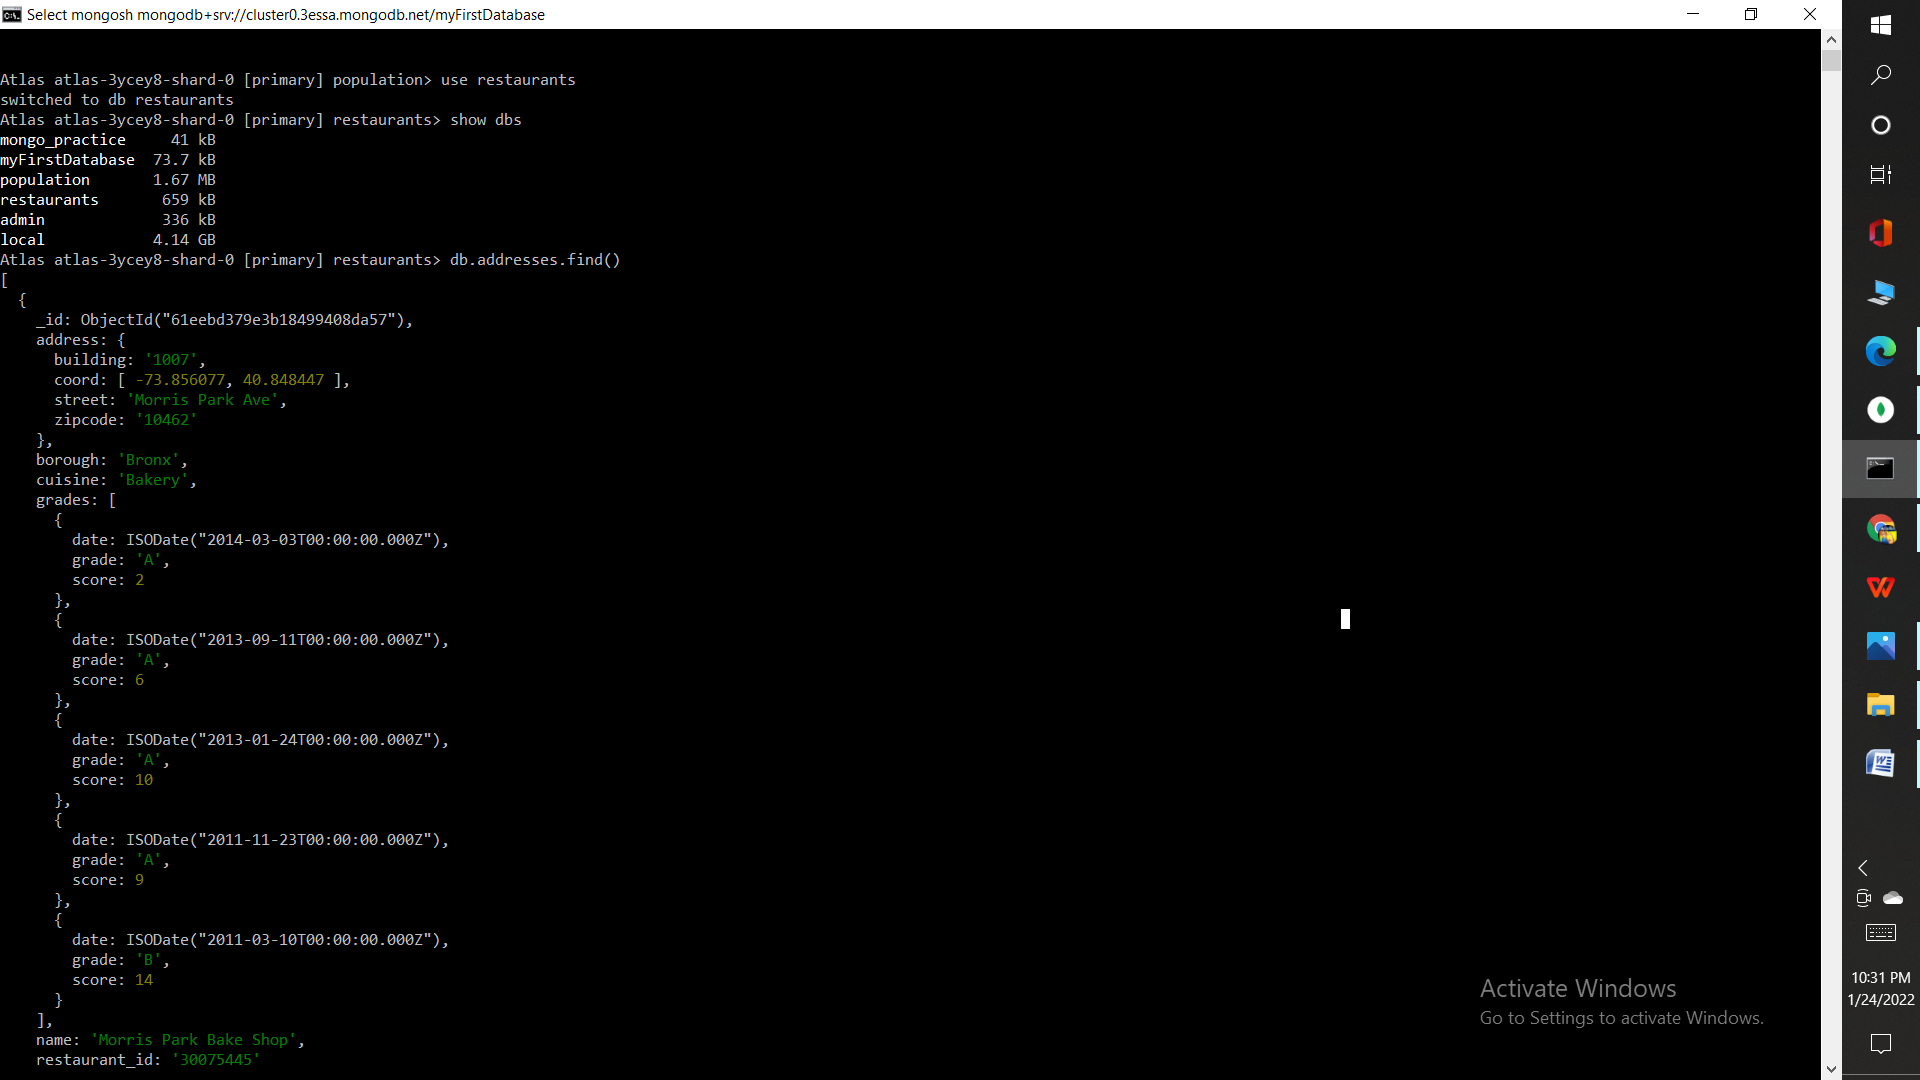 Select mongosh mongodb+srv://cluster0.3essa.mongodb.net/myFirstDatabase
Atlas atlas-3ycey8-shard-0 [primary] population> use restaurants
switched to db restaurants
Atlas atlas-3ycey8-shard-0 [primary] restaurants> show dbs
mongo_practice     41 kB
myFirstDatabase  73.7 kB
population       1.67 MB
restaurants       659 kB
admin             336 kB
local            4.14 GB
Atlas atlas-3ycey8-shard-0 [primary] restaurants> db.addresses.find()
[
  {
    _id: ObjectId("61eebd379e3b18499408da57"),
    address: {
      building: '1007',
      coord: [ -73.856077, 40.848447 ],
      street: 'Morris Park Ave',
      zipcode: '10462'
    },
    borough: 'Bronx',
    cuisine: 'Bakery',
    grades: [
      {
        date: ISODate("2014-03-03T00:00:00.000Z"),
        grade: 'A',
        score: 2
      },
      {
        date: ISODate("2013-09-11T00:00:00.000Z"),
        grade: 'A',
        score: 6
      },
      {
        date: ISODate("2013-01-24T00:00:00.000Z"),
        grade: 'A',
        score: 10
      },
      {
        date: ISODate("2011-11-23T00:00:00.000Z"),
        grade: 'A',
        score: 9
      },
      {
        date: ISODate("2011-03-10T00:00:00.000Z"),
        grade: 'B',
        score: 14
      }
    ],
    name: 'Morris Park Bake Shop',
    restaurant_id: '30075445'
Activate Windows
Go to Settings to activate Windows.
10:31 PM
1/24/2022